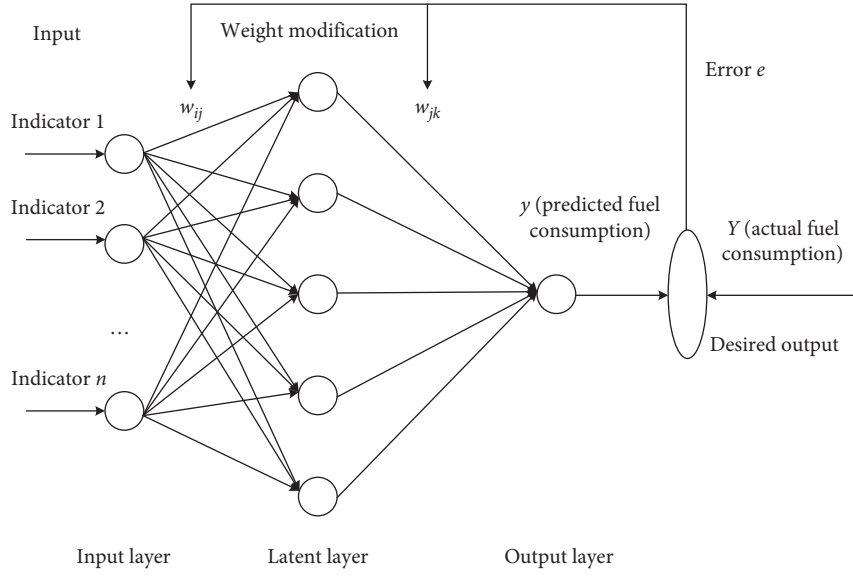 Input
Weight modification
Error e
w_ij
w_jk
Indicator 1
Indicator 2
y (predicted fuel
consumption)
Y (actual fuel
consumption)
...
Desired output
Indicator n
Input layer
Latent layer
Output layer